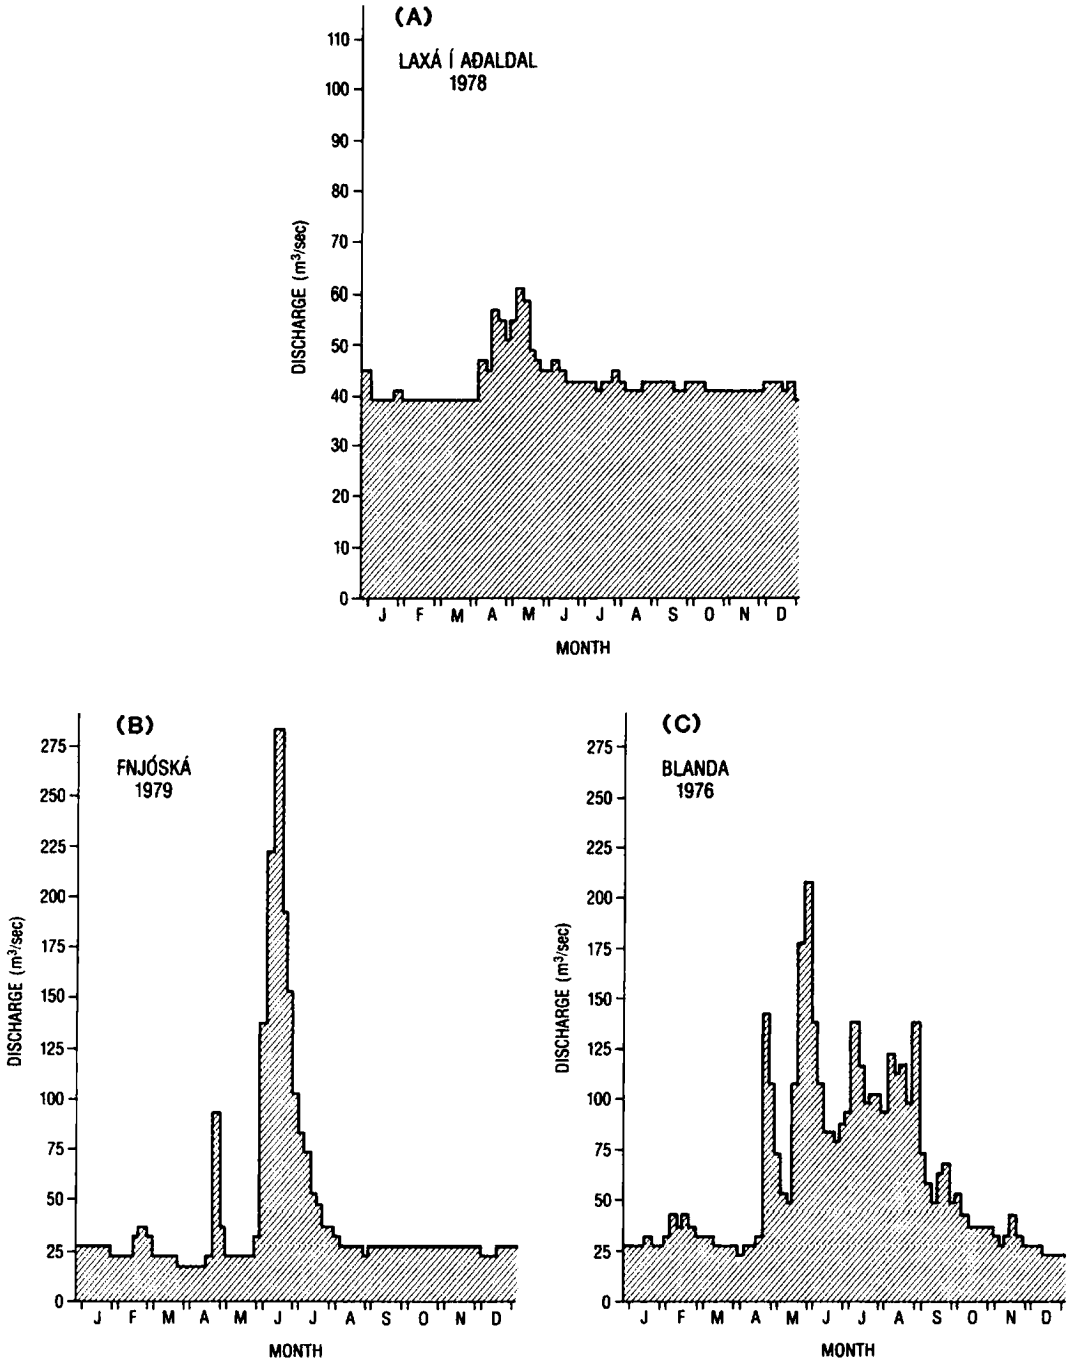 (A)
LAXÁ Í AÐALDAL
1978
110
100
90
80
70
60
50
40
30
20
10
0
DISCHARGE (m³/sec)
J F M A M J J A S O N D
MONTH
(B)
FNJÓSKÁ
1979
275
250
225
200
175
150
125
100
75
50
25
0
DISCHARGE (m³/sec)
J F M A M J J A S O N D
MONTH
(C)
BLANDA
1976
275
250
225
200
175
150
125
100
75
50
25
0
DISCHARGE (m³/sec)
J F M A M J J A S O N D
MONTH